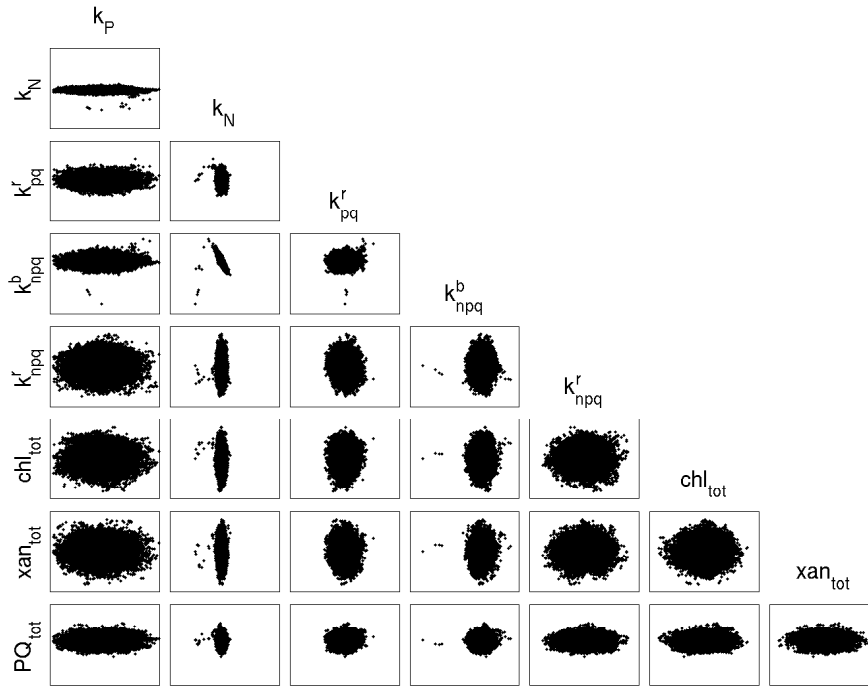 k_P
k_N
k_N
k^r_pq
k^r_pq
k^b_npq
k^b_npq
k^r_npq
k^r_npq
chl_tot
chl_tot
xan_tot
xan_tot
PQ_tot